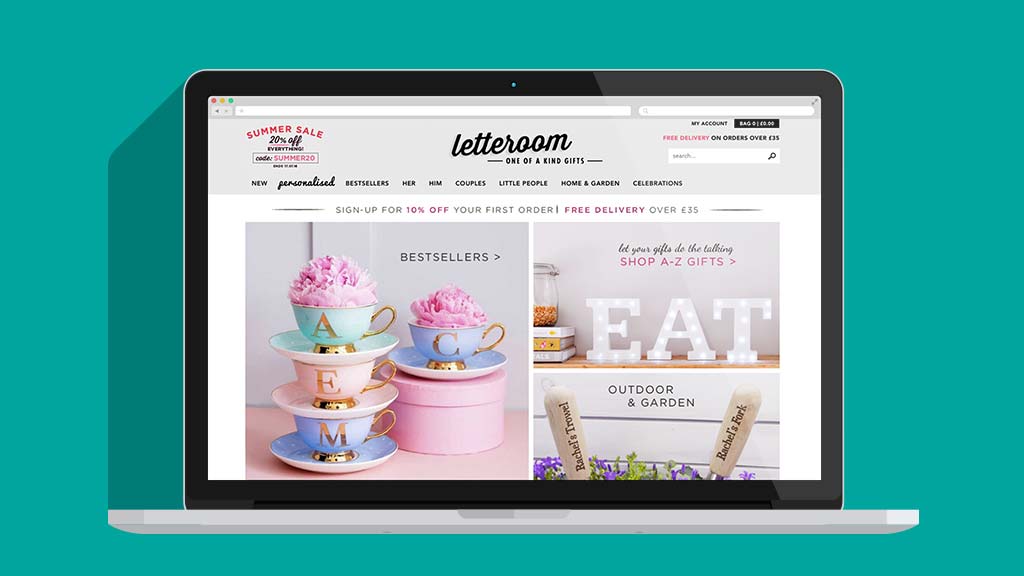 SUMMER SALE
20% off
EVERYTHING!
code: SUMMER20
letteroom
ONE OF A KIND GIFTS
MY ACCOUNT
BAG 0 | £0.00
FREE DELIVERY ON ORDERS OVER £35
search...
NEW personalised BESTSELLERS HER HIM COUPLES LITTLE PEOPLE HOME & GARDEN CELEBRATIONS
SIGN-UP FOR 10% OFF YOUR FIRST ORDER| FREE DELIVERY OVER £35
BESTSELLERS >
A
C
E
M
let your gifts do the talking
SHOP A-Z GIFTS >
EAT
OUTDOOR
& GARDEN
Rachel's Trowel
Rachel's Fork